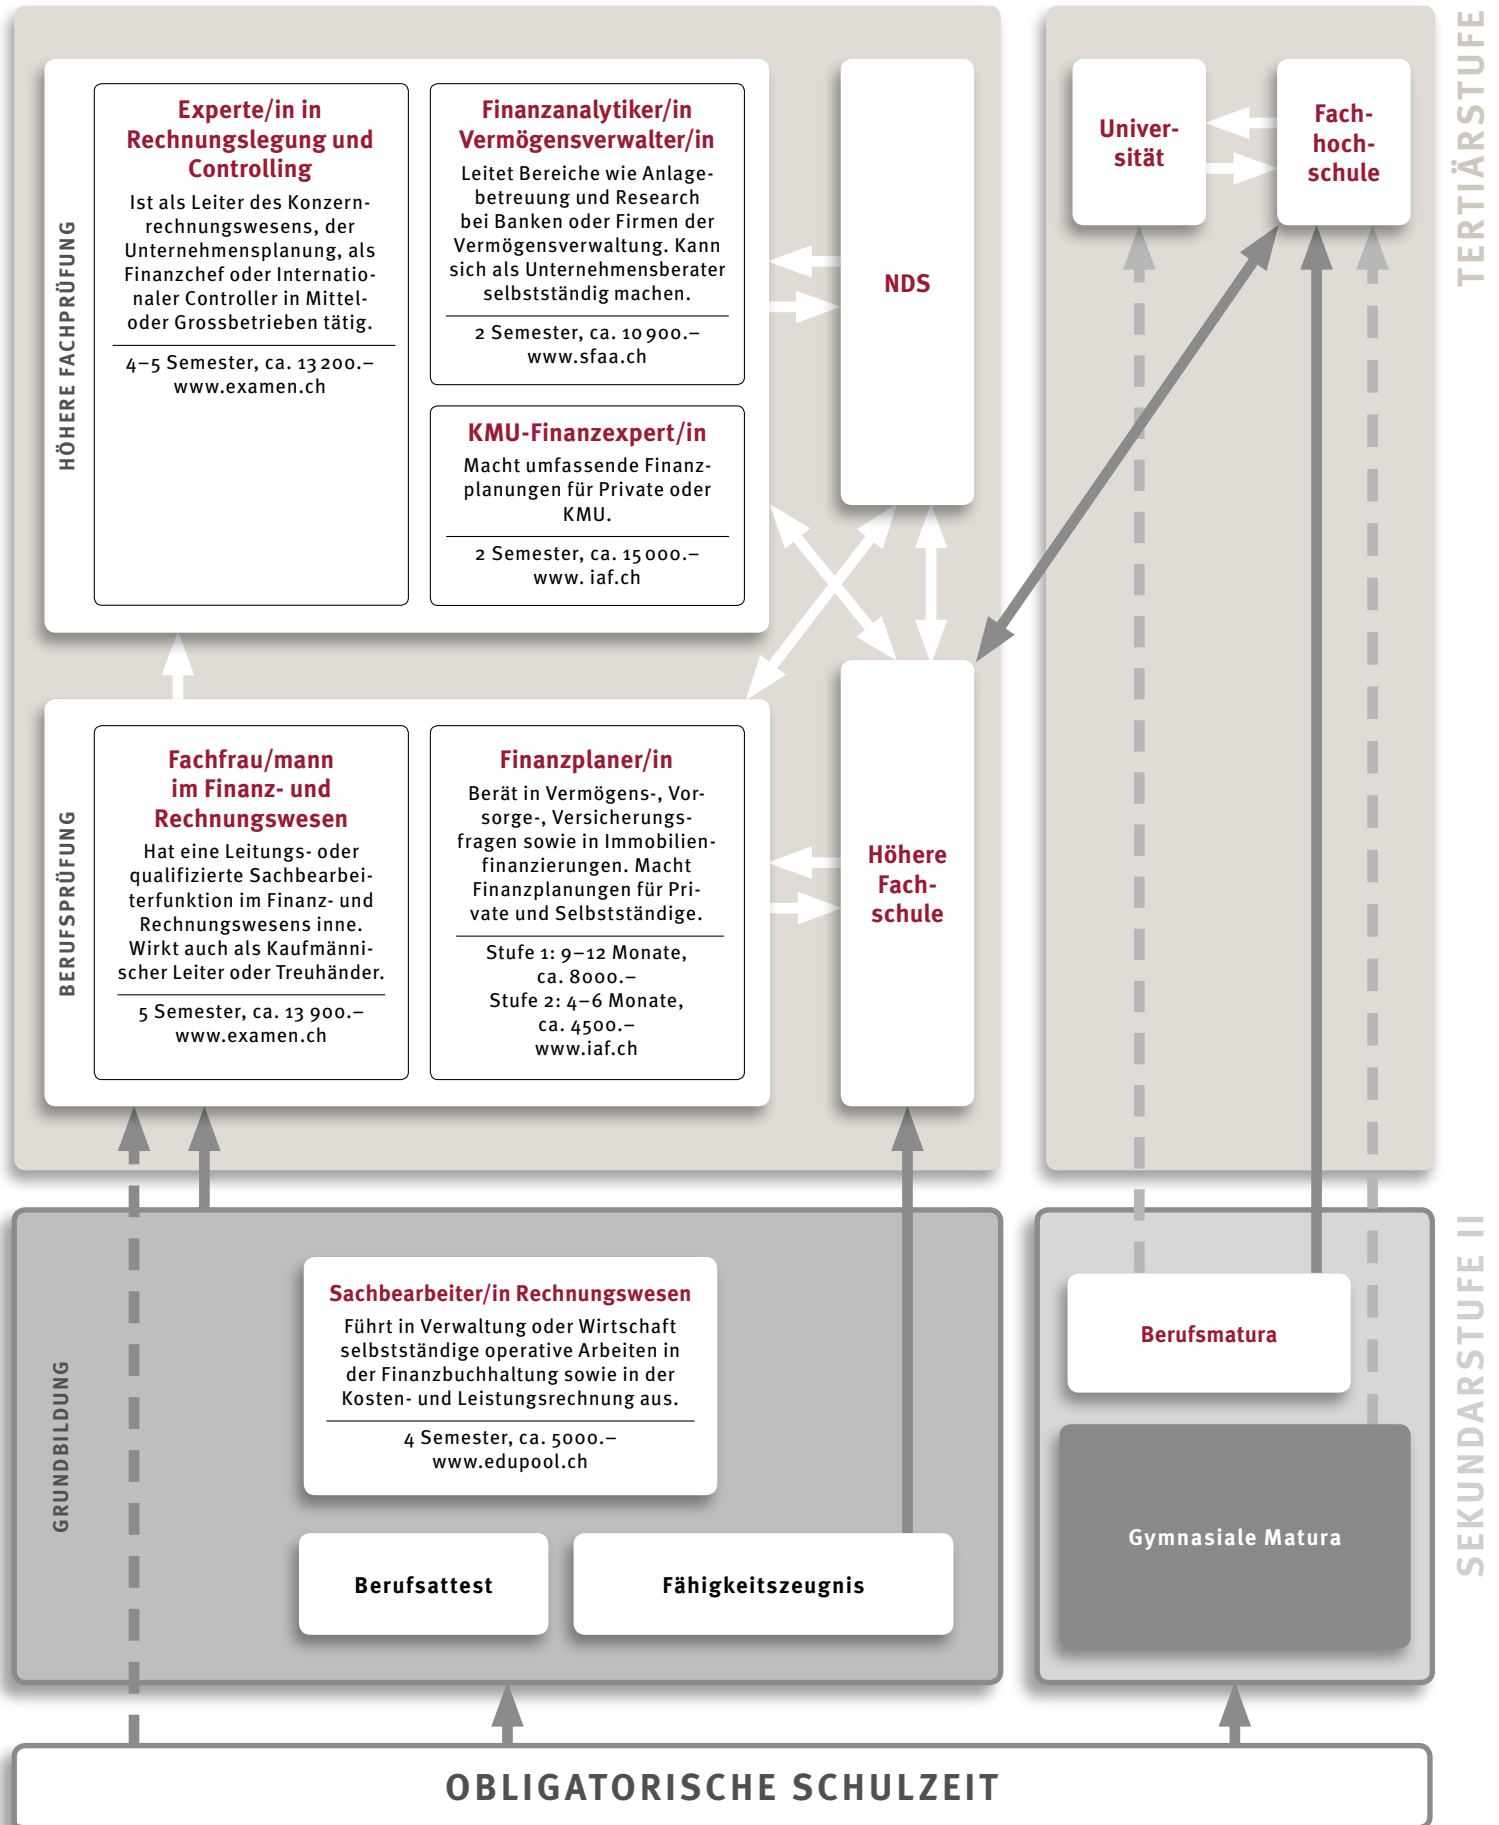 TERTIÄRSTUFE
HÖHERE FACHPRÜFUNG
Experte/in in
Rechnungslegung und
Controlling
Ist als Leiter des Konzern-
rechnungswesens, der
Unternehmensplanung, als
Finanzchef oder Internatio-
naler Controller in Mittel-
oder Grossbetrieben tätig.
4–5 Semester, ca. 13 200.–
www.examen.ch
Finanzanalytiker/in
Vermögensverwalter/in
Leitet Bereiche wie Anlage-
betreuung und Research
bei Banken oder Firmen der
Vermögensverwaltung. Kann
sich als Unternehmensberater
selbstständig machen.
2 Semester, ca. 10 900.–
www.sfaa.ch
KMU-Finanzexpert/in
Macht umfassende Finanz-
planungen für Private oder
KMU.
2 Semester, ca. 15 000.–
www. iaf.ch
NDS
Univer-
sität
Fach-
hoch-
schule
BERUFSPRÜFUNG
Fachfrau/mann
im Finanz- und
Rechnungswesen
Hat eine Leitungs- oder
qualifizierte Sachbearbei-
terfunktion im Finanz- und
Rechnungswesens inne.
Wirkt auch als Kaufmänni-
scher Leiter oder Treuhänder.
5 Semester, ca. 13 900.–
www.examen.ch
Finanzplaner/in
Berät in Vermögens-, Vor-
sorge-, Versicherungs-
fragen sowie in Immobilien-
finanzierungen. Macht
Finanzplanungen für Pri-
vate und Selbstständige.
Stufe 1: 9–12 Monate,
ca. 8000.–
Stufe 2: 4–6 Monate,
ca. 4500.–
www.iaf.ch
Höhere
Fach-
schule
SEKUNDARSTUFE II
GRUNDBILDUNG
Sachbearbeiter/in Rechnungswesen
Führt in Verwaltung oder Wirtschaft
selbstständige operative Arbeiten in
der Finanzbuchhaltung sowie in der
Kosten- und Leistungsrechnung aus.
4 Semester, ca. 5000.–
www.edupool.ch
Berufsattest
Fähigkeitszeugnis
Berufsmatura
Gymnasiale Matura
OBLIGATORISCHE SCHULZEIT